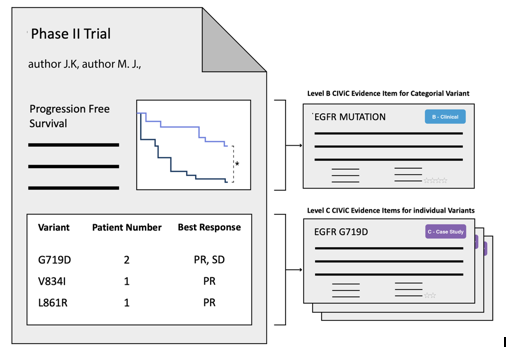 Phase II Trial
author J.K, author M. J.,
Progression Free
Survival
*
Variant Patient Number Best Response
G719D 2 PR, SD
V834I 1 PR
L861R 1 PR
Level B CIViC Evidence Item for Categorial Variant
EGFR MUTATION
B - Clinical
Level C CIViC Evidence Items for individual Variants
EGFR G719D
C - Case Study